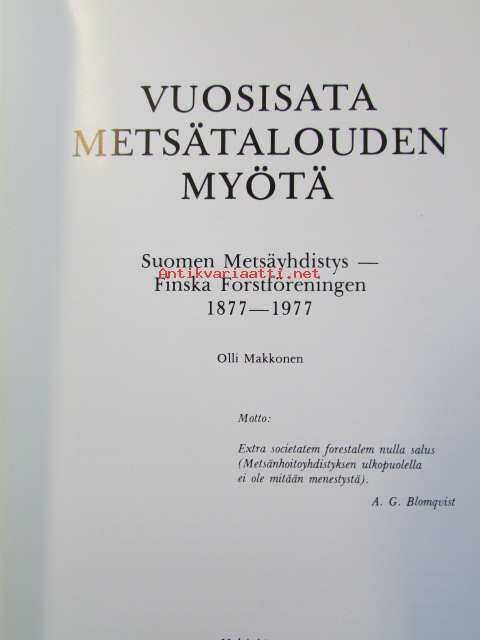 VUOSISATA
METSÄTALOUDEN
MYÖTÄ
Suomen Metsäyhdistys —
Antikvariaatti.net
Finska Forstföreningen
1877—1977
Olli Makkonen
Motto:
Extra societatem forestalem nulla salus
(Metsänhoitoyhdistyksen ulkopuolella
ei ole mitään menestystä).
A. G. Blomqvist